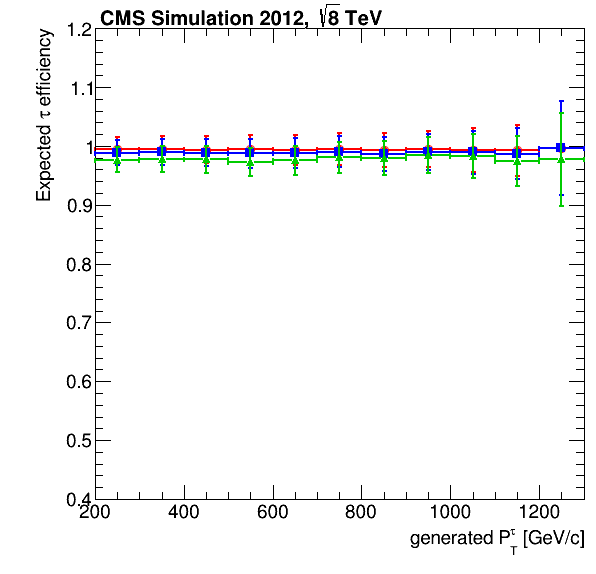 CMS Simulation 2012, √8 TeV
Expected τ efficiency
1.2
1.1
1
0.9
0.8
0.7
0.6
0.5
0.4
200 400 600 800 1000 1200
generated P_T^τ [GeV/c]